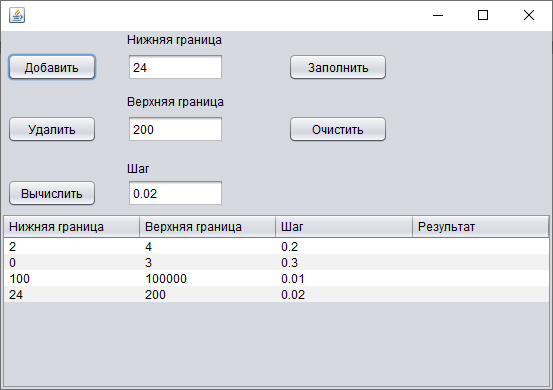 Нижняя граница
Добавить 24 Заполнить
Верхняя граница
Удалить 200 Очистить
Шаг
Вычислить 0.02
Нижняя граница Верхняя граница Шаг Результат
2 4 0.2
0 3 0.3
100 100000 0.01
24 200 0.02